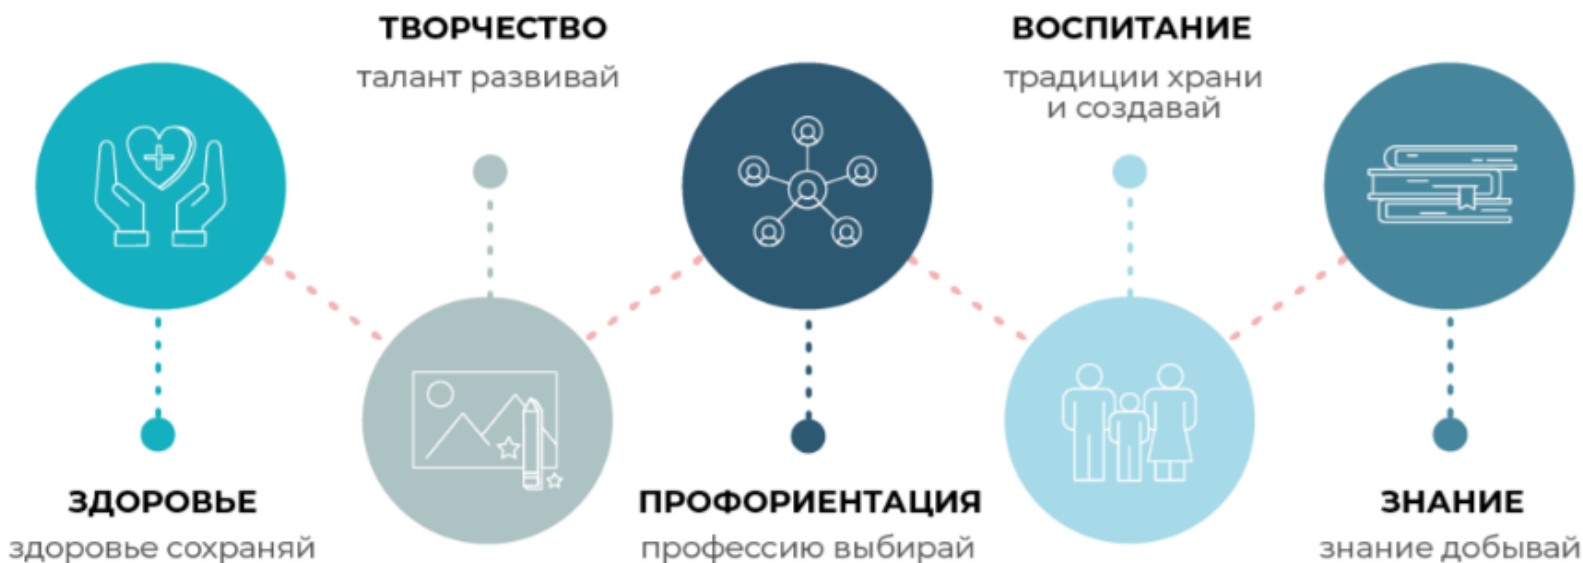 ТВОРЧЕСТВО
талант развивай
ВОСПИТАНИЕ
традиции храни
и создавай
ЗДОРОВЬЕ
здоровье сохраняй
ПРОФОРИЕНТАЦИЯ
профессию выбирай
ЗНАНИЕ
знание добывай